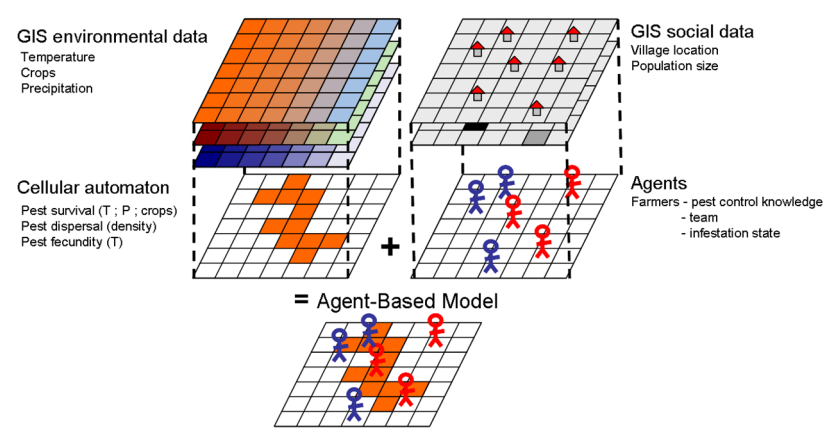 GIS environmental data
Temperature
Crops
Precipitation
GIS social data
Village location
Population size
Cellular automaton
Pest survival (T ; P ; crops)
Pest dispersal (density)
Pest fecundity (T)
+
Agents
Farmers - pest control knowledge
- team
- infestation state
= Agent-Based Model